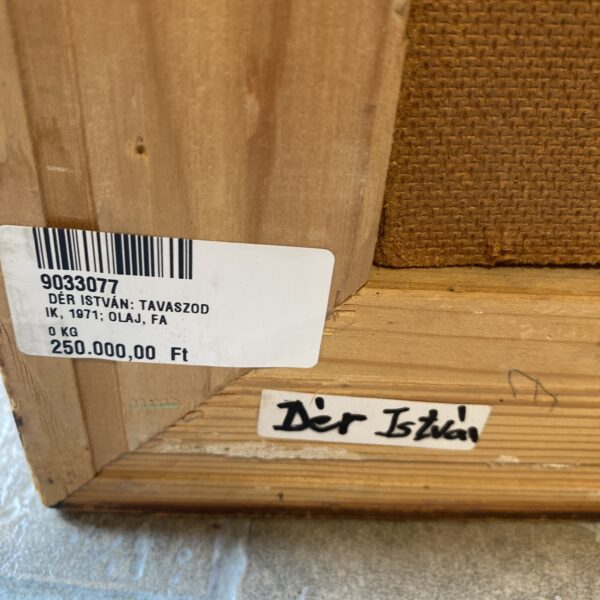 9033077
DÉR ISTVÁN: TAVASZOD
IK, 1971; OLAJ, FA
0 KG
250.000,00 Ft
Dér István